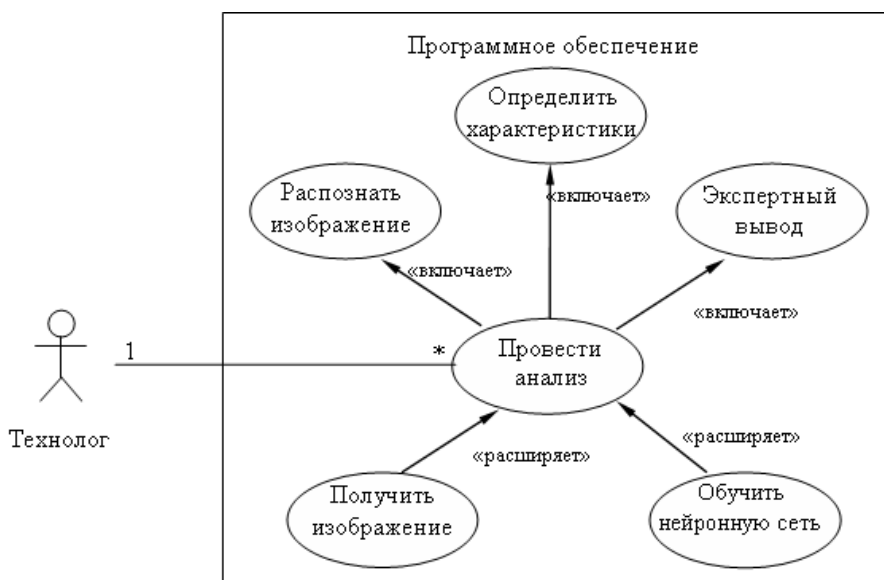 Программное обеспечение
Определить
характеристики
Распознать
изображение
«включает»
Экспертный
вывод
«включает»
«включает»
1
*
Провести
анализ
Технолог
«расширяет»
«расширяет»
Получить
изображение
Обучить
нейронную сеть